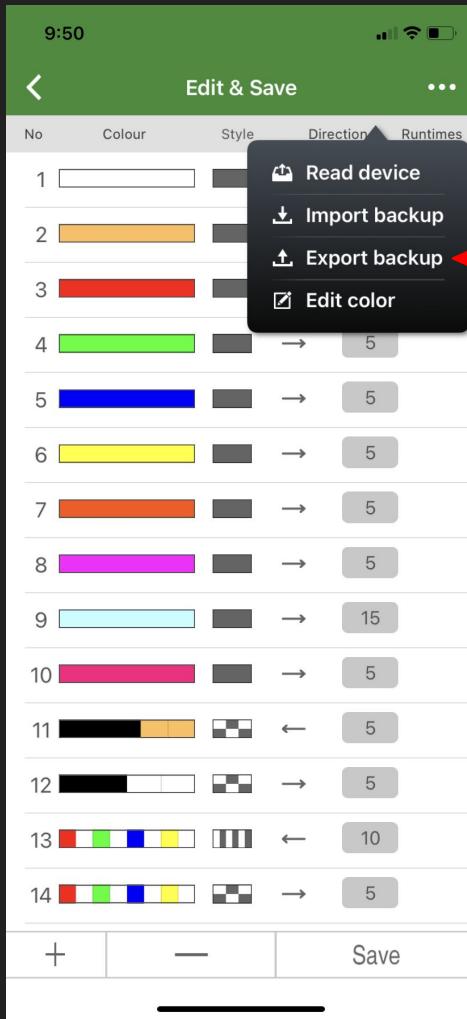 9:50
Edit & Save
No Colour Style Direction Runtimes
Read device
Import backup
Export backup
Edit color
1
2
3
4 → 5
5 → 5
6 → 5
7 → 5
8 → 5
9 → 15
10 → 5
11 ← 5
12 → 5
13 ← 10
14 → 5
+ — Save